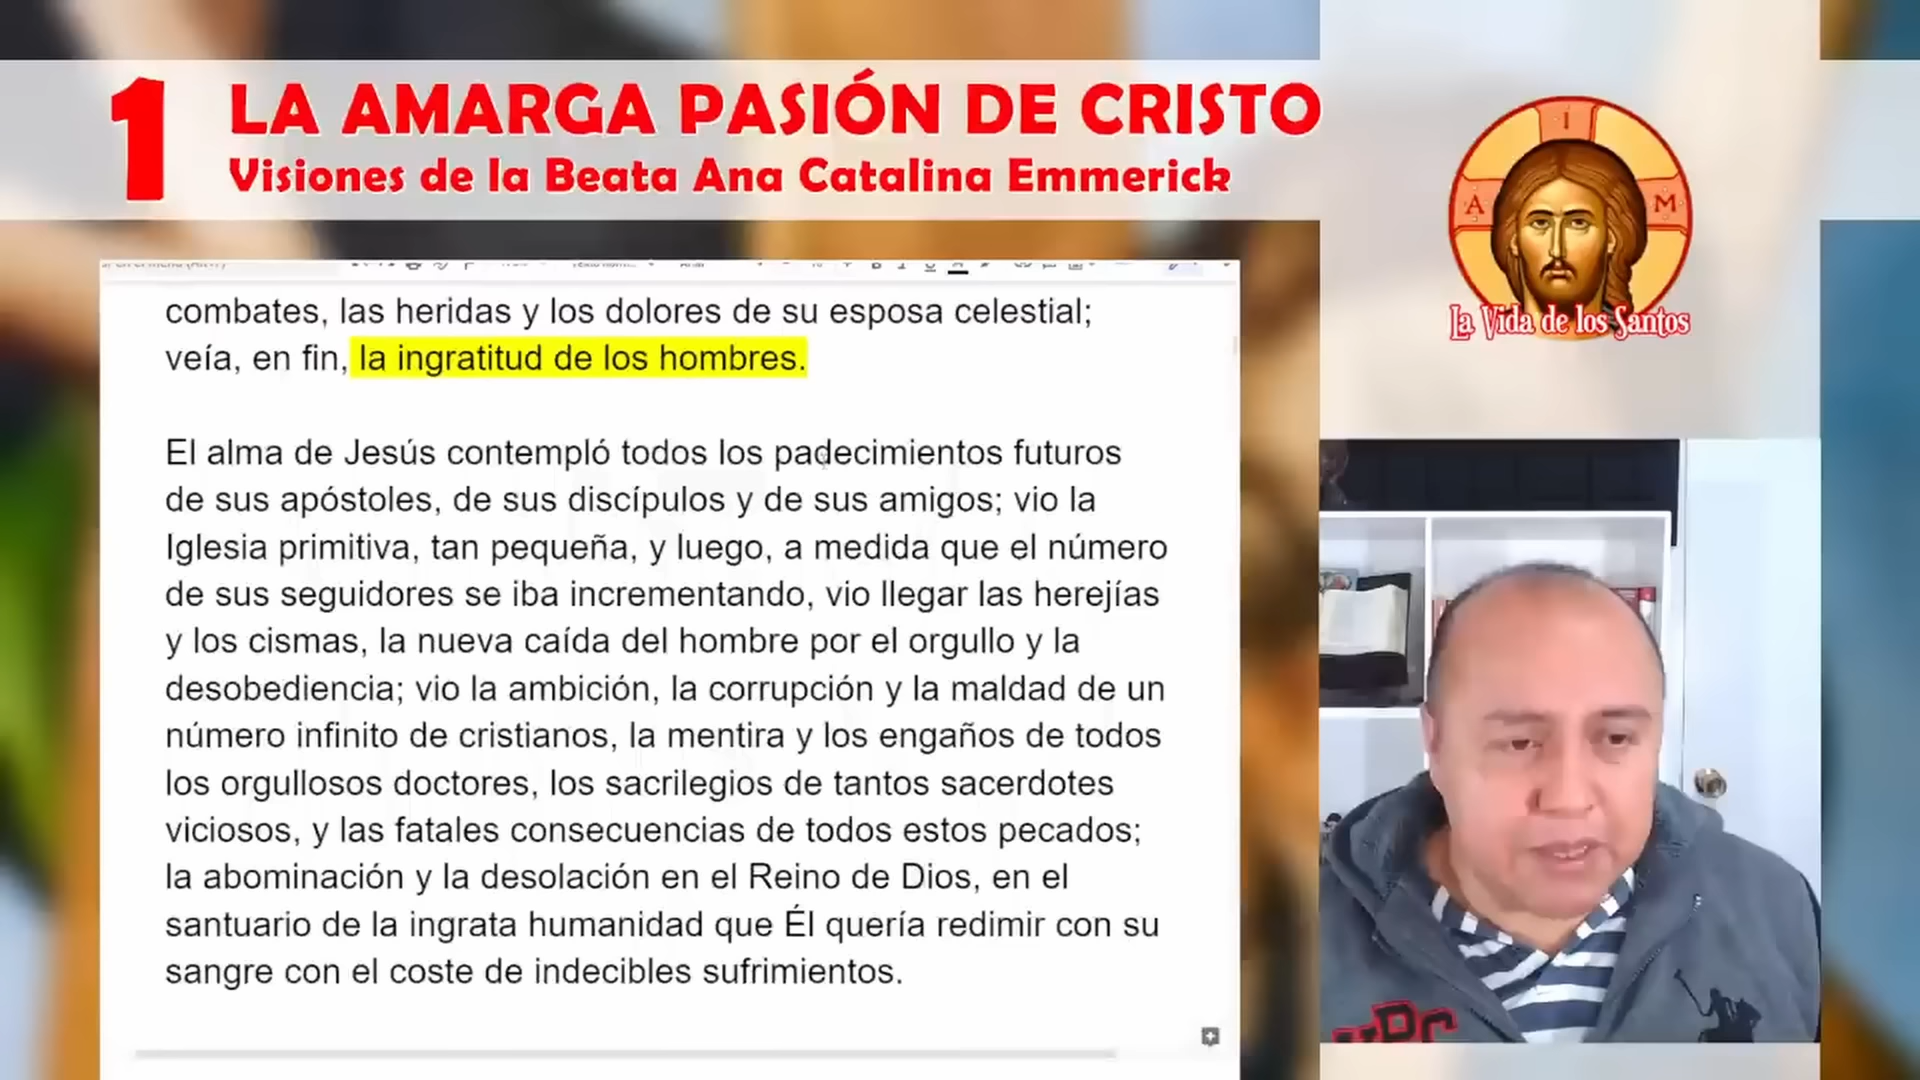 1
LA AMARGA PASIÓN DE CRISTO
Visiones de la Beata Ana Catalina Emmerick
I
A M
La Vida de los Santos
combates, las heridas y los dolores de su esposa celestial;
veía, en fin, la ingratitud de los hombres.
El alma de Jesús contempló todos los padecimientos futuros
de sus apóstoles, de sus discípulos y de sus amigos; vio la
Iglesia primitiva, tan pequeña, y luego, a medida que el número
de sus seguidores se iba incrementando, vio llegar las herejías
y los cismas, la nueva caída del hombre por el orgullo y la
desobediencia; vio la ambición, la corrupción y la maldad de un
número infinito de cristianos, la mentira y los engaños de todos
los orgullosos doctores, los sacrilegios de tantos sacerdotes
viciosos, y las fatales consecuencias de todos estos pecados;
la abominación y la desolación en el Reino de Dios, en el
santuario de la ingrata humanidad que Él quería redimir con su
sangre con el coste de indecibles sufrimientos.